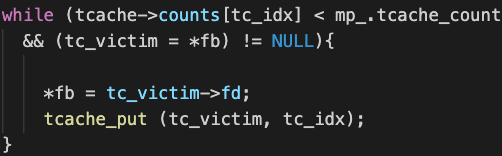 while (tcache->counts[tc_idx] < mp_.tcache_count
&& (tc_victim = *fb) != NULL){
*fb = tc_victim->fd;
tcache_put (tc_victim, tc_idx);
}